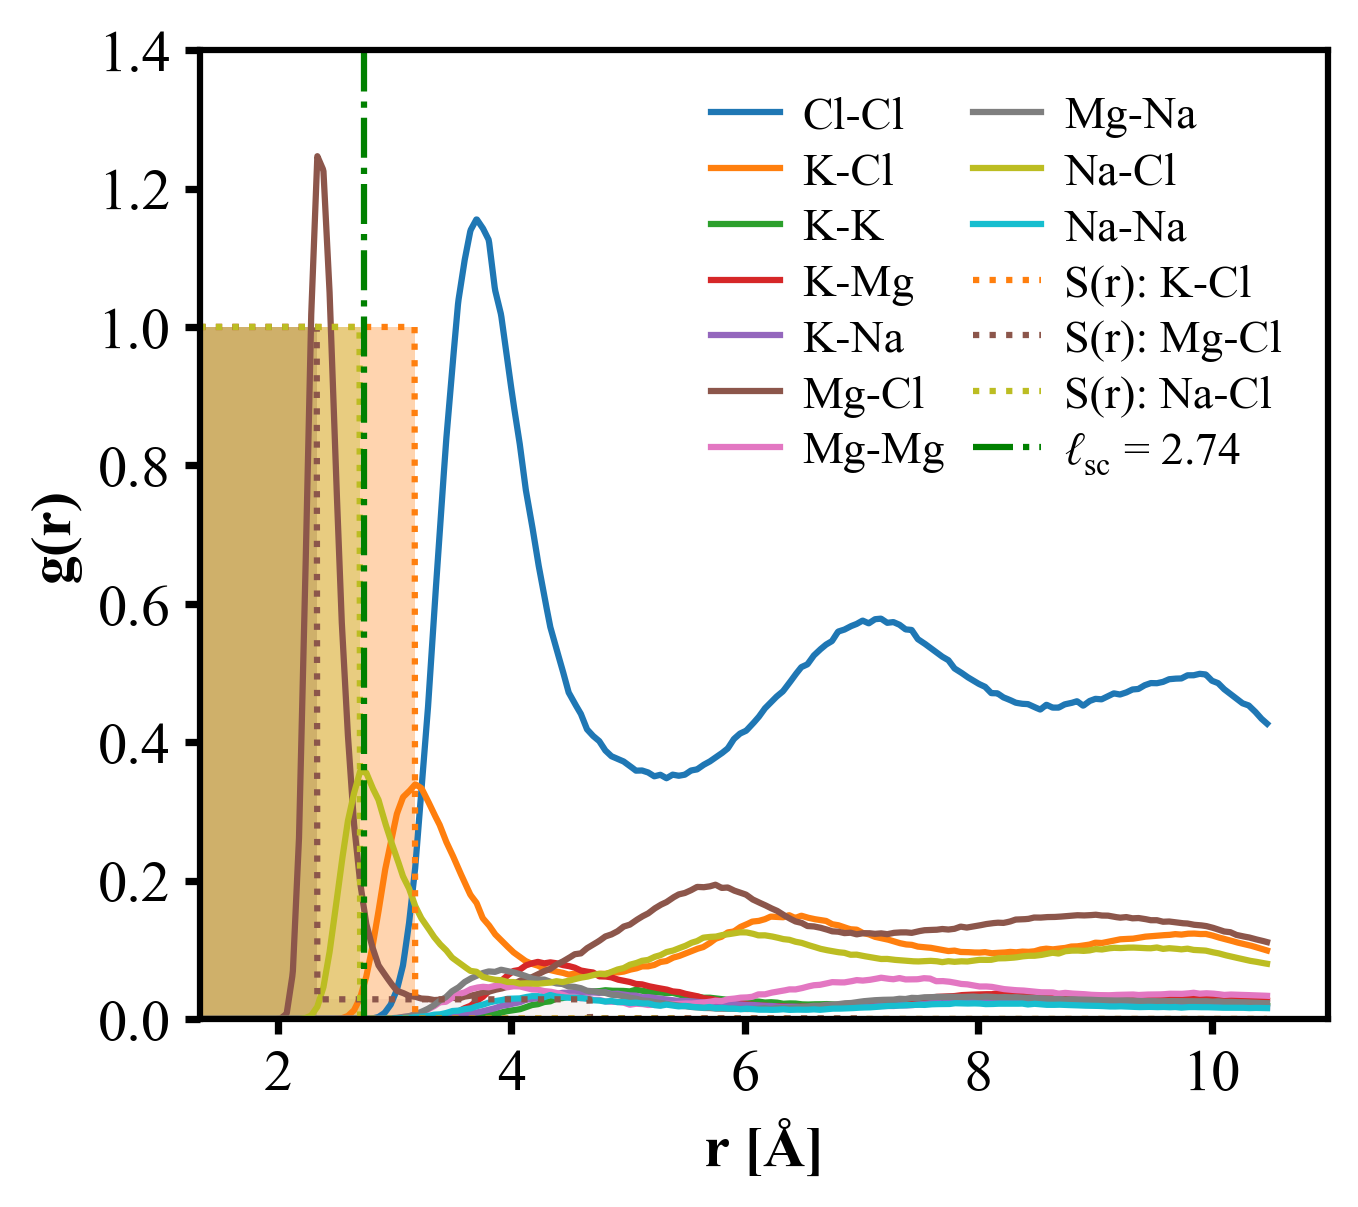 1.4
1.2
1.0
0.8
0.6
0.4
0.2
0.0
g(r)
2 4 6 8 10
r [Å]
Cl-Cl
K-Cl
K-K
K-Mg
K-Na
Mg-Cl
Mg-Mg
Mg-Na
Na-Cl
Na-Na
S(r): K-Cl
S(r): Mg-Cl
S(r): Na-Cl
ℓsc = 2.74